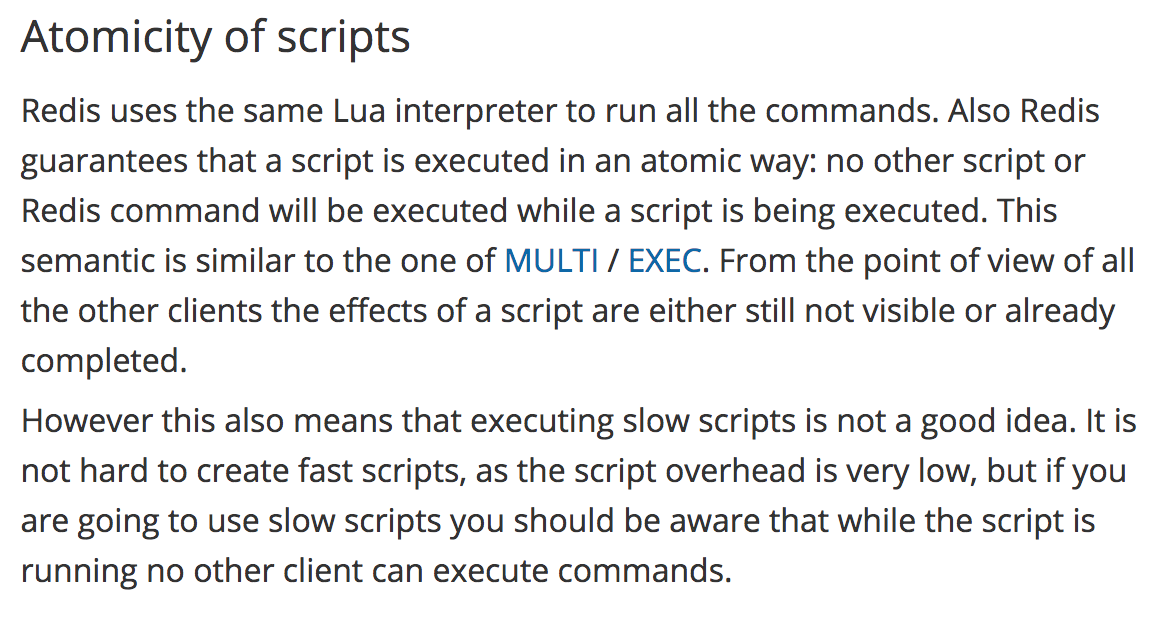 Atomicity of scripts
Redis uses the same Lua interpreter to run all the commands. Also Redis
guarantees that a script is executed in an atomic way: no other script or
Redis command will be executed while a script is being executed. This
semantic is similar to the one of MULTI / EXEC. From the point of view of all
the other clients the effects of a script are either still not visible or already
completed.
However this also means that executing slow scripts is not a good idea. It is
not hard to create fast scripts, as the script overhead is very low, but if you
are going to use slow scripts you should be aware that while the script is
running no other client can execute commands.